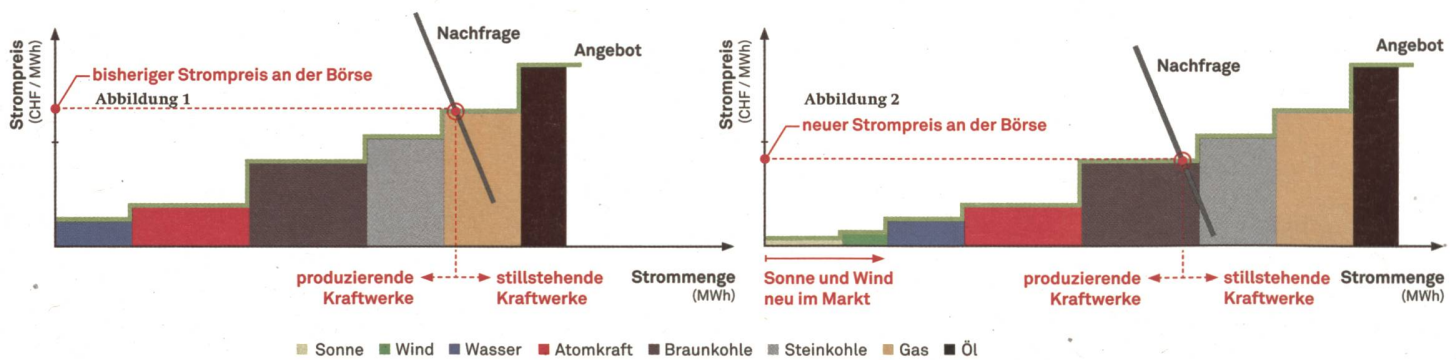 Strompreis
(CHF / MWh)
bisheriger Strompreis an der Börse
Abbildung 1
Nachfrage
Angebot
produzierende
Kraftwerke
stillstehende
Kraftwerke
Strommenge
(MWh)
Strompreis
(CHF / MWh)
Abbildung 2
neuer Strompreis an der Börse
Nachfrage
Angebot
Sonne und Wind
neu im Markt
produzierende
Kraftwerke
stillstehende
Kraftwerke
Strommenge
(MWh)
Sonne Wind Wasser Atomkraft Braunkohle Steinkohle Gas Öl